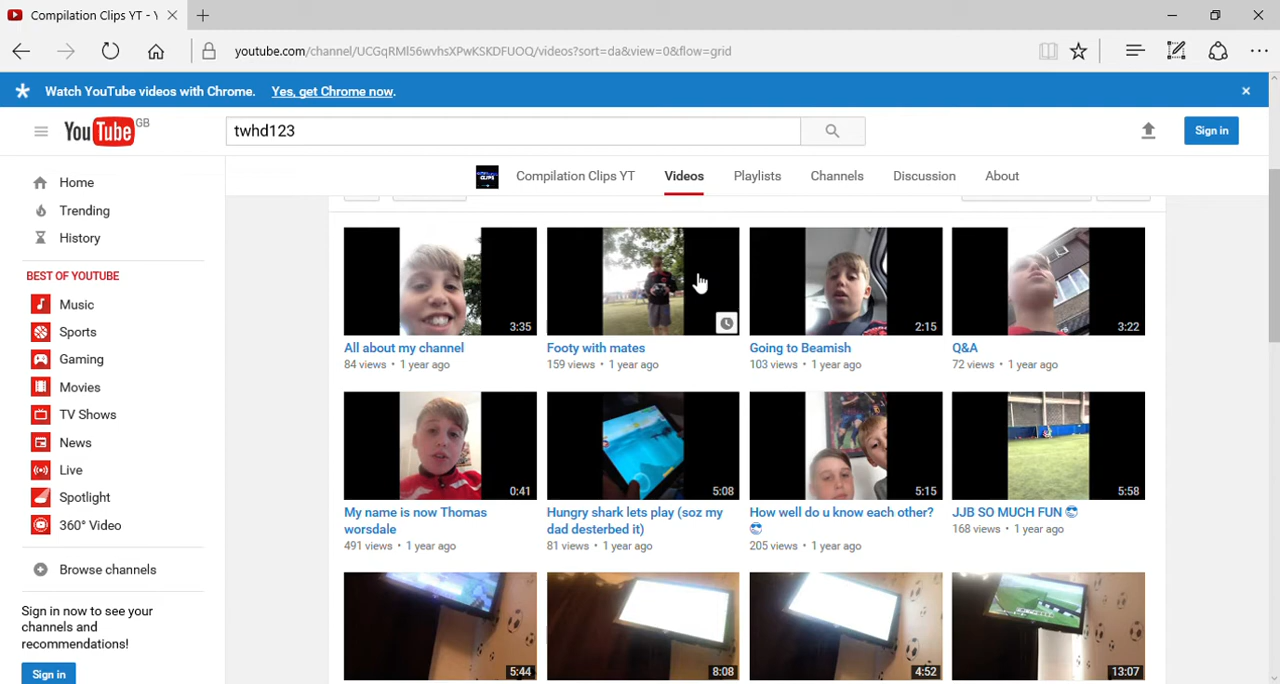 Compilation Clips YT - Y
youtube.com/channel/UCGqRMl56wvhsXPwKSKDFUOQ/videos?sort=da&view=0&flow=grid
Watch YouTube videos with Chrome. Yes, get Chrome now.
YouTube GB
twhd123
Sign in
Compilation Clips YT Videos Playlists Channels Discussion About
Home
Trending
History
BEST OF YOUTUBE
Music
Sports
Gaming
Movies
TV Shows
News
Live
Spotlight
360° Video
Browse channels
Sign in now to see your
channels and
recommendations!
Sign in
3:35
All about my channel
84 views • 1 year ago
Footy with mates
159 views • 1 year ago
2:15
Going to Beamish
103 views • 1 year ago
3:22
Q&A
72 views • 1 year ago
0:41
My name is now Thomas
worsdale
491 views • 1 year ago
5:08
Hungry shark lets play (soz my
dad desterbed it)
81 views • 1 year ago
5:15
How well do u know each other?
😎
205 views • 1 year ago
5:58
JJB SO MUCH FUN 😎
168 views • 1 year ago
5:44
8:08
4:52
13:07